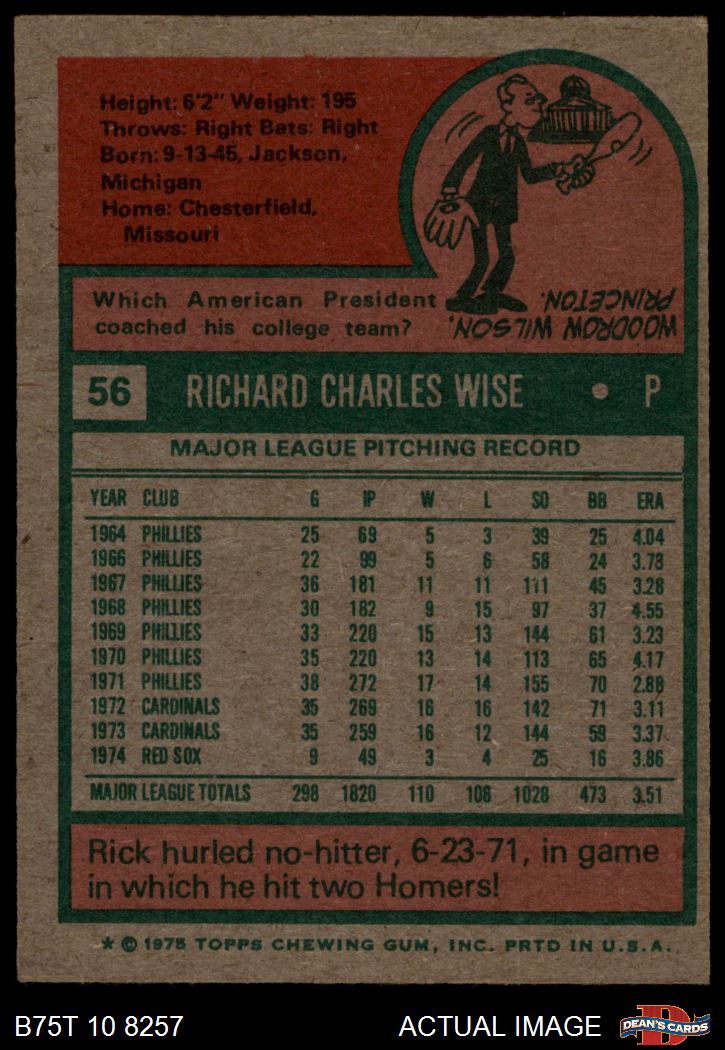 Height: 6'2" Weight: 195
Throws: Right Bats: Right
Born: 9-13-45, Jackson,
Michigan
Home: Chesterfield,
Missouri
Which American President
coached his college team?
WOODROW WILSON,
PRINCETON.
56 RICHARD CHARLES WISE • P
MAJOR LEAGUE PITCHING RECORD
YEAR CLUB G IP W L SO BB ERA
1964 PHILLIES 25 69 5 3 39 25 4.04
1966 PHILLIES 22 99 5 6 58 24 3.73
1967 PHILLIES 36 181 11 11 111 45 3.28
1968 PHILLIES 30 182 9 15 97 37 4.55
1969 PHILLIES 33 220 15 13 144 61 3.23
1970 PHILLIES 35 220 13 14 113 65 4.17
1971 PHILLIES 38 272 17 14 155 70 2.88
1972 CARDINALS 35 269 16 16 142 71 3.11
1973 CARDINALS 35 259 16 12 144 59 3.37
1974 RED SOX 9 49 3 4 25 16 3.86
MAJOR LEAGUE TOTALS 298 1820 110 108 1028 473 3.51
Rick hurled no-hitter, 6-23-71, in game
in which he hit two Homers!
* © 1975 TOPPS CHEWING GUM, INC. PRTD IN U.S.A.
B75T 10 8257 ACTUAL IMAGE DEAN'S CARDS